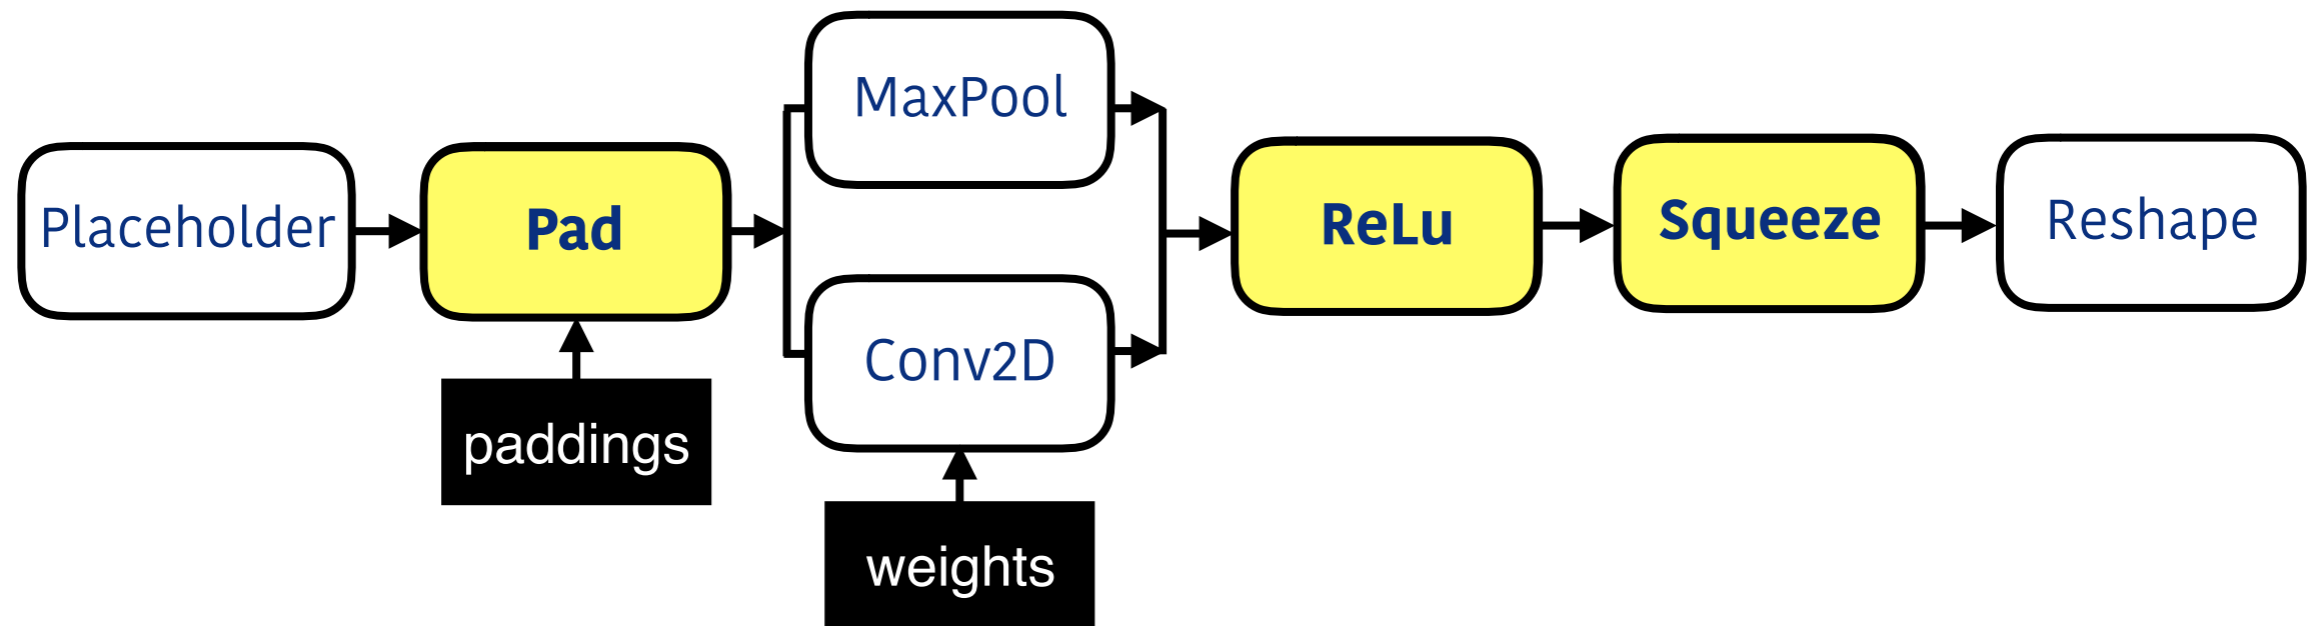 Placeholder
Pad
paddings
MaxPool
Conv2D
weights
ReLu
Squeeze
Reshape